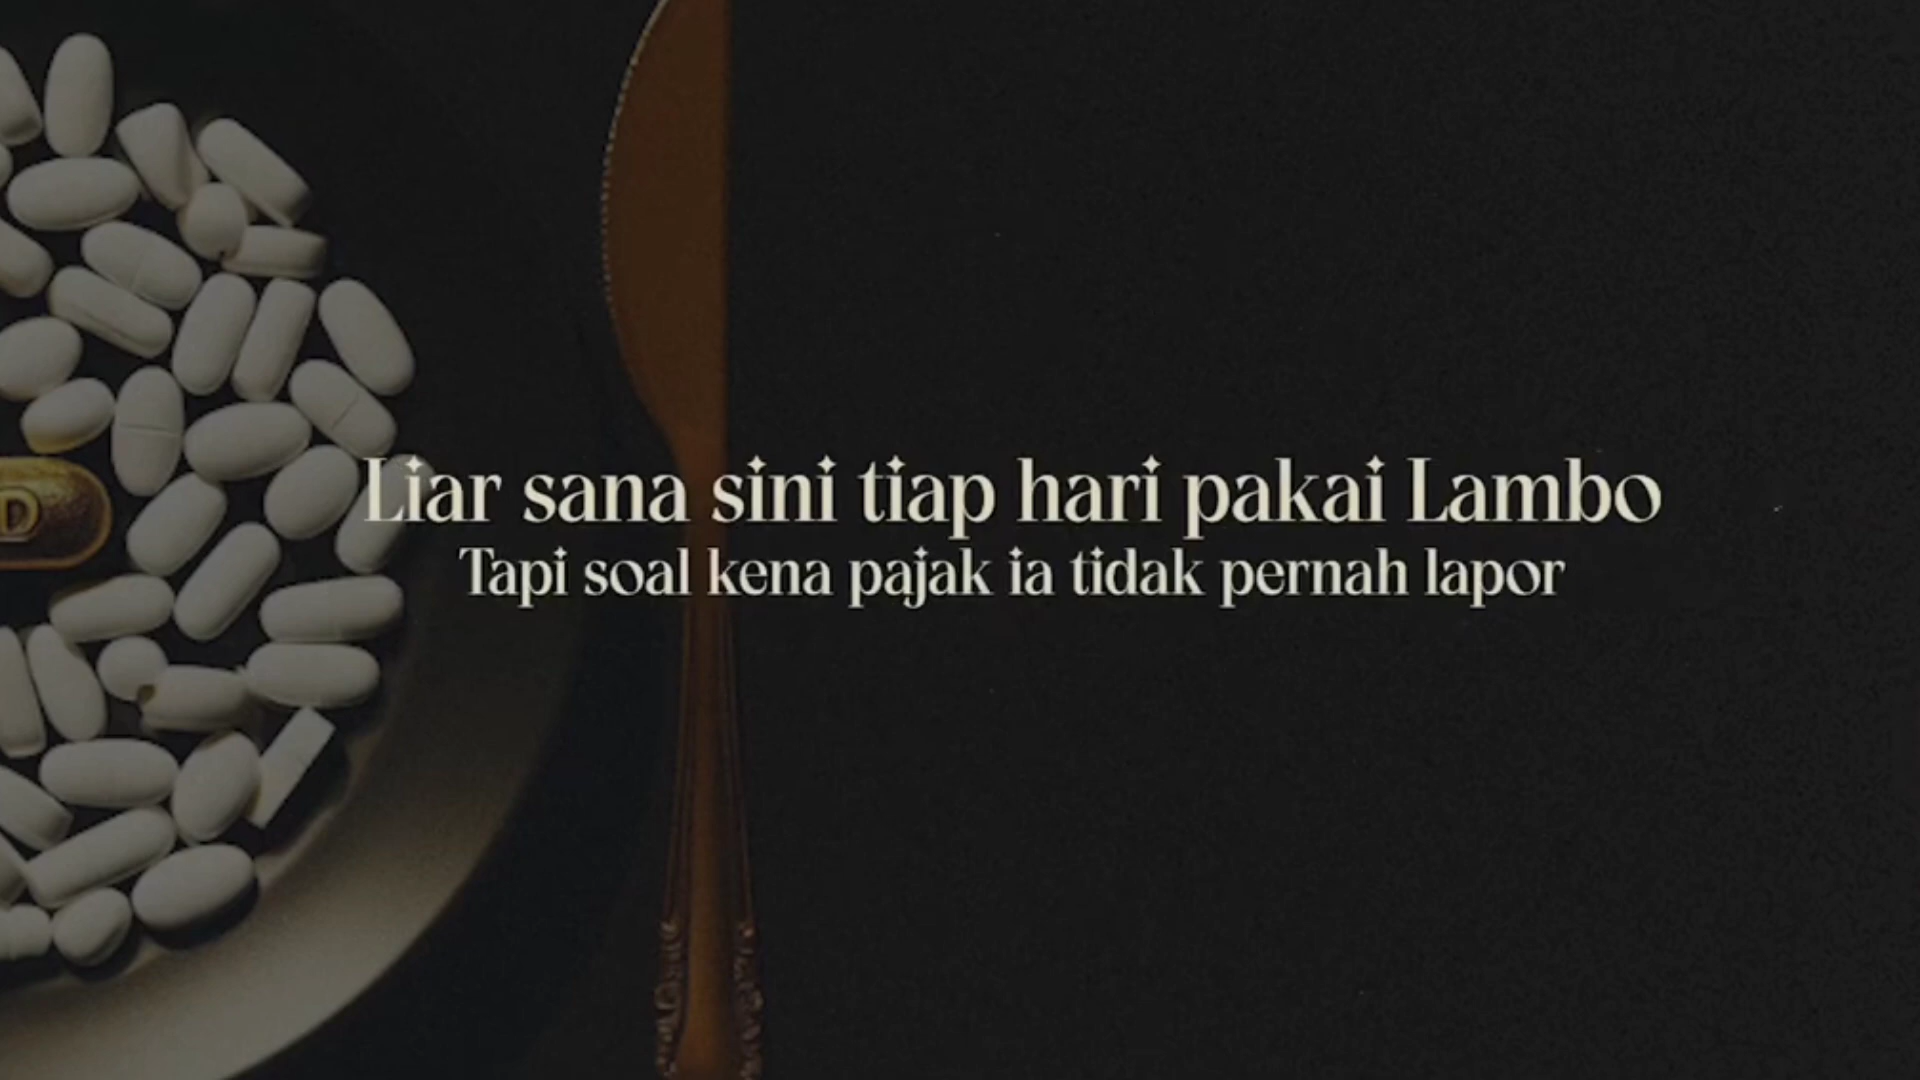 Liar sana sini tiap hari pakai Lambo
Tapi soal kena pajak ia tidak pernah lapor
D